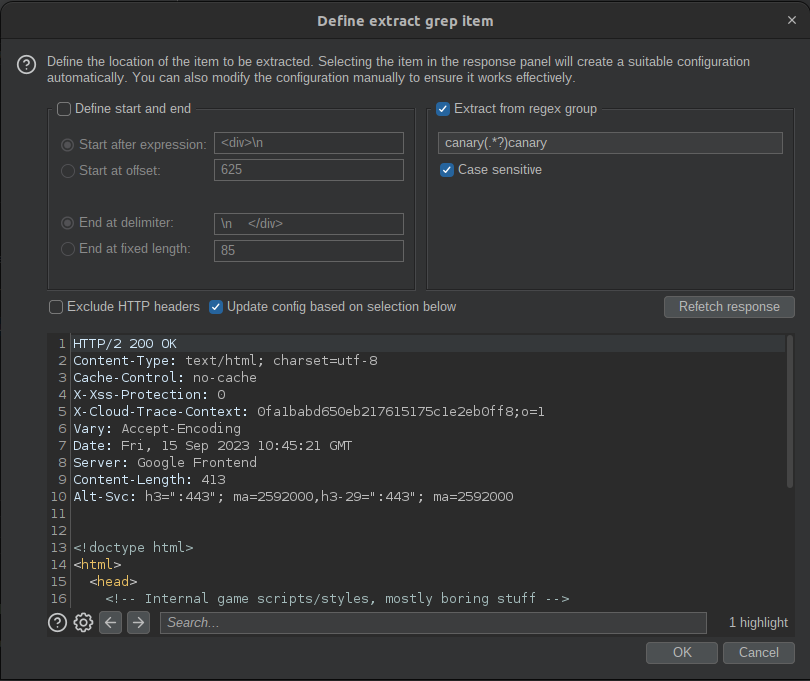 Define extract grep item
Define the location of the item to be extracted. Selecting the item in the response panel will create a suitable configuration
automatically. You can also modify the configuration manually to ensure it works effectively.
Define start and end
Start after expression: <div>\n
Start at offset: 625
End at delimiter: \n    </div>
End at fixed length: 85
Extract from regex group
canary(.*?)canary
Case sensitive
Exclude HTTP headers Update config based on selection below Refetch response
1 HTTP/2 200 OK
2 Content-Type: text/html; charset=utf-8
3 Cache-Control: no-cache
4 X-Xss-Protection: 0
5 X-Cloud-Trace-Context: 0fa1babd650eb217615175c1e2eb0ff8;o=1
6 Vary: Accept-Encoding
7 Date: Fri, 15 Sep 2023 10:45:21 GMT
8 Server: Google Frontend
9 Content-Length: 413
10 Alt-Svc: h3=":443"; ma=2592000,h3-29=":443"; ma=2592000
11
12
13 <!doctype html>
14 <html>
15   <head>
16     <!-- Internal game scripts/styles, mostly boring stuff -->
Search... 1 highlight
OK Cancel